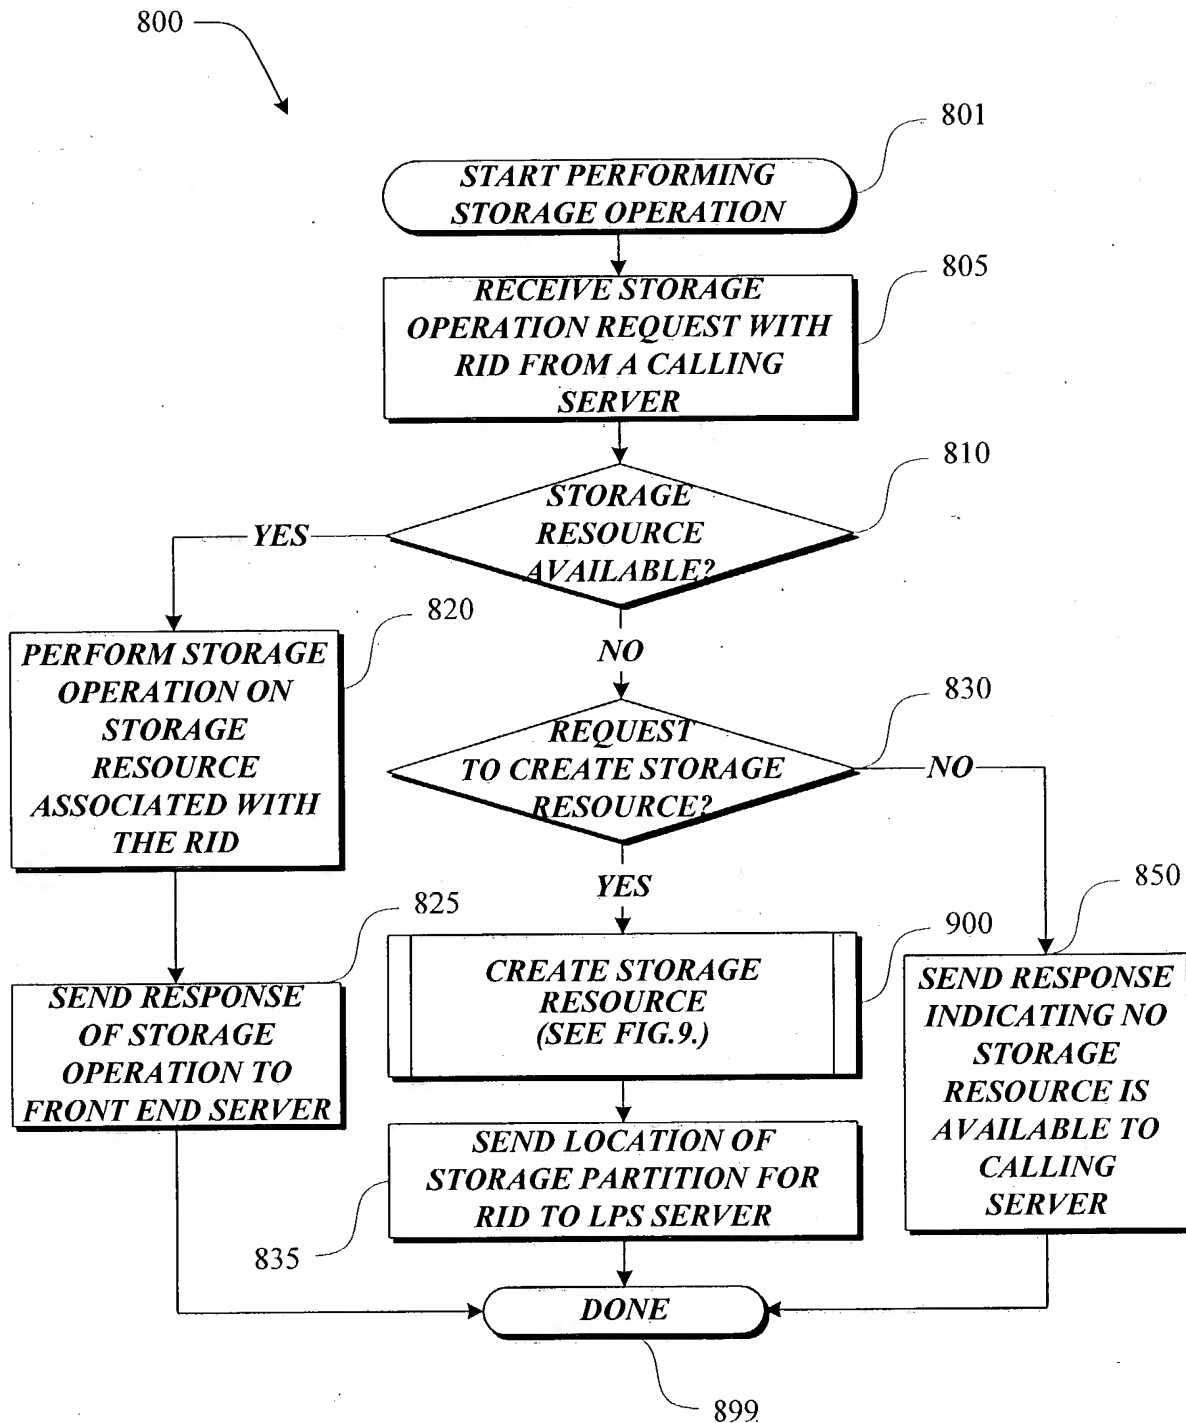 800
801
START PERFORMING
STORAGE OPERATION
805
RECEIVE STORAGE
OPERATION REQUEST WITH
RID FROM A CALLING
SERVER
810
STORAGE
RESOURCE
AVAILABLE?
YES
NO
820
PERFORM STORAGE
OPERATION ON
STORAGE
RESOURCE
ASSOCIATED WITH
THE RID
830
REQUEST
TO CREATE STORAGE
RESOURCE?
NO
YES
825
SEND RESPONSE
OF STORAGE
OPERATION TO
FRONT END SERVER
900
CREATE STORAGE
RESOURCE
(SEE FIG.9.)
850
SEND RESPONSE
INDICATING NO
STORAGE
RESOURCE IS
AVAILABLE TO
CALLING
SERVER
SEND LOCATION OF
STORAGE PARTITION FOR
RID TO LPS SERVER
835
DONE
899